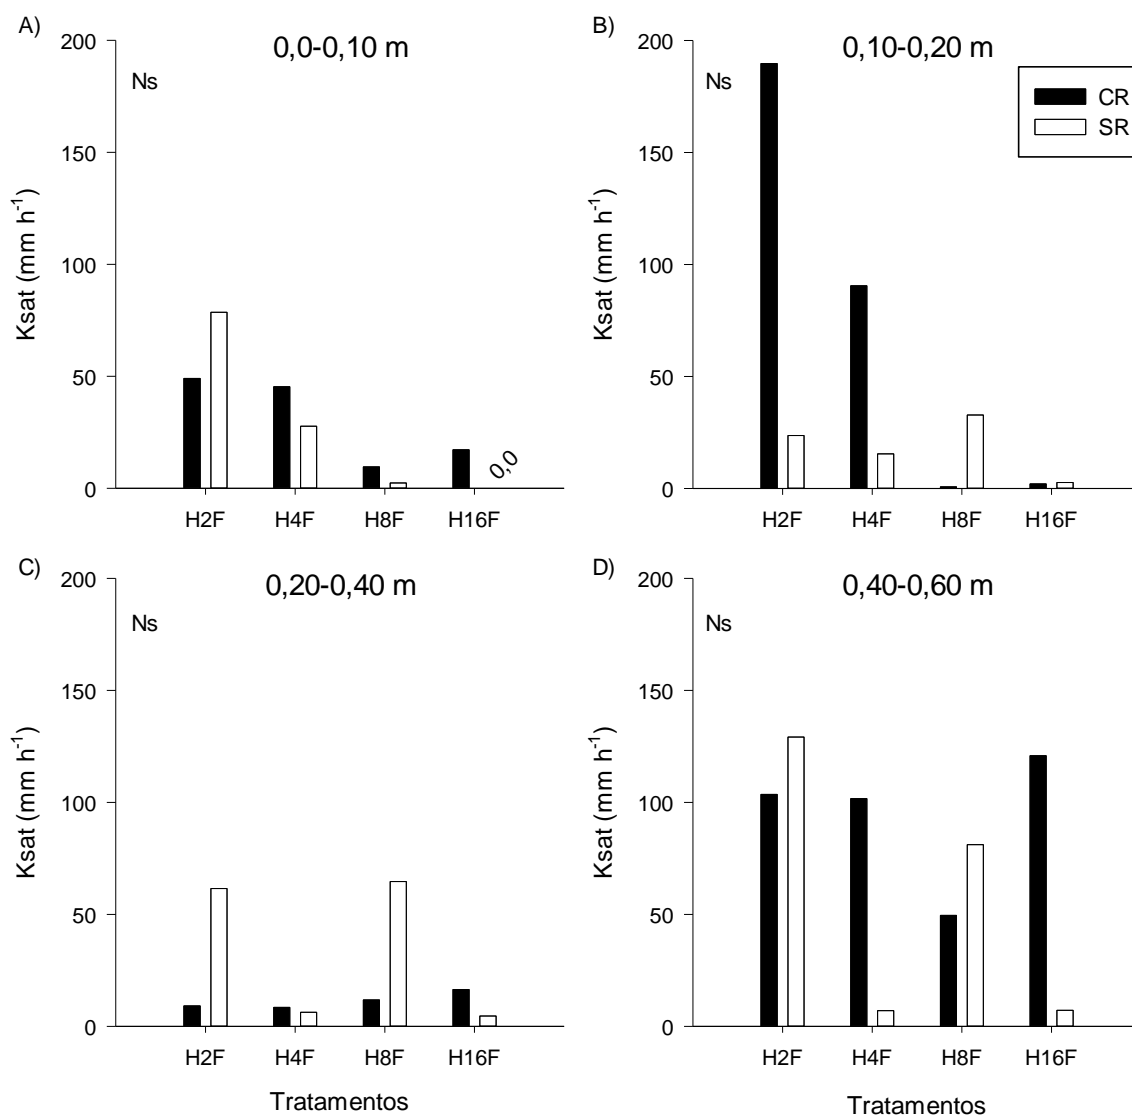 A)
0,0-0,10 m
Ns
200
150
100
50
0
Ksat (mm h-1)
0,0
H2F H4F H8F H16F
B)
0,10-0,20 m
Ns
CR
SR
200
150
100
50
0
Ksat (mm h-1)
H2F H4F H8F H16F
C)
0,20-0,40 m
Ns
200
150
100
50
0
Ksat (mm h-1)
H2F H4F H8F H16F
Tratamentos
D)
0,40-0,60 m
Ns
200
150
100
50
0
Ksat (mm h-1)
H2F H4F H8F H16F
Tratamentos